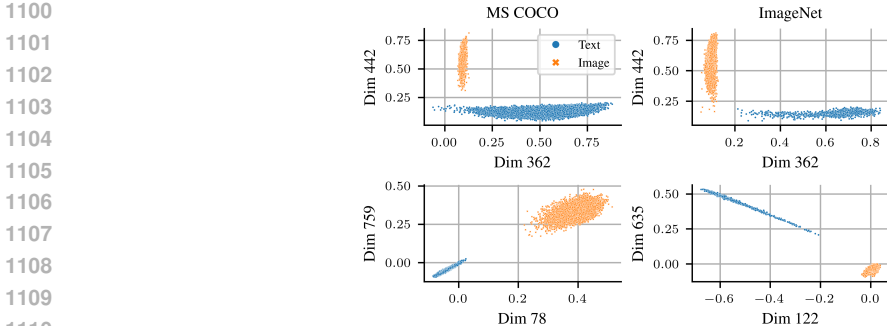 1100
1101
1102
1103
1104
1105
1106
1107
1108
1109
MS COCO
0.75
0.50
0.25
Dim 442
Text
Image
0.00 0.25 0.50 0.75
Dim 362
ImageNet
0.75
0.50
0.25
Dim 442
0.2 0.4 0.6 0.8
Dim 362
0.50
0.25
0.00
Dim 759
0.0 0.2 0.4
Dim 78
0.50
0.25
0.00
Dim 635
−0.6 −0.4 −0.2 0.0
Dim 122